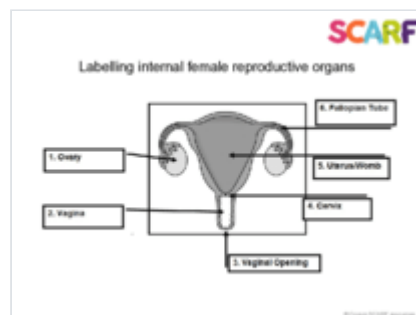 SCARF
Labelling internal female reproductive organs
6. Fallopian Tube
1. Ovary
5. Uterus/Womb
2. Vagina
4. Cervix
3. Vaginal Opening